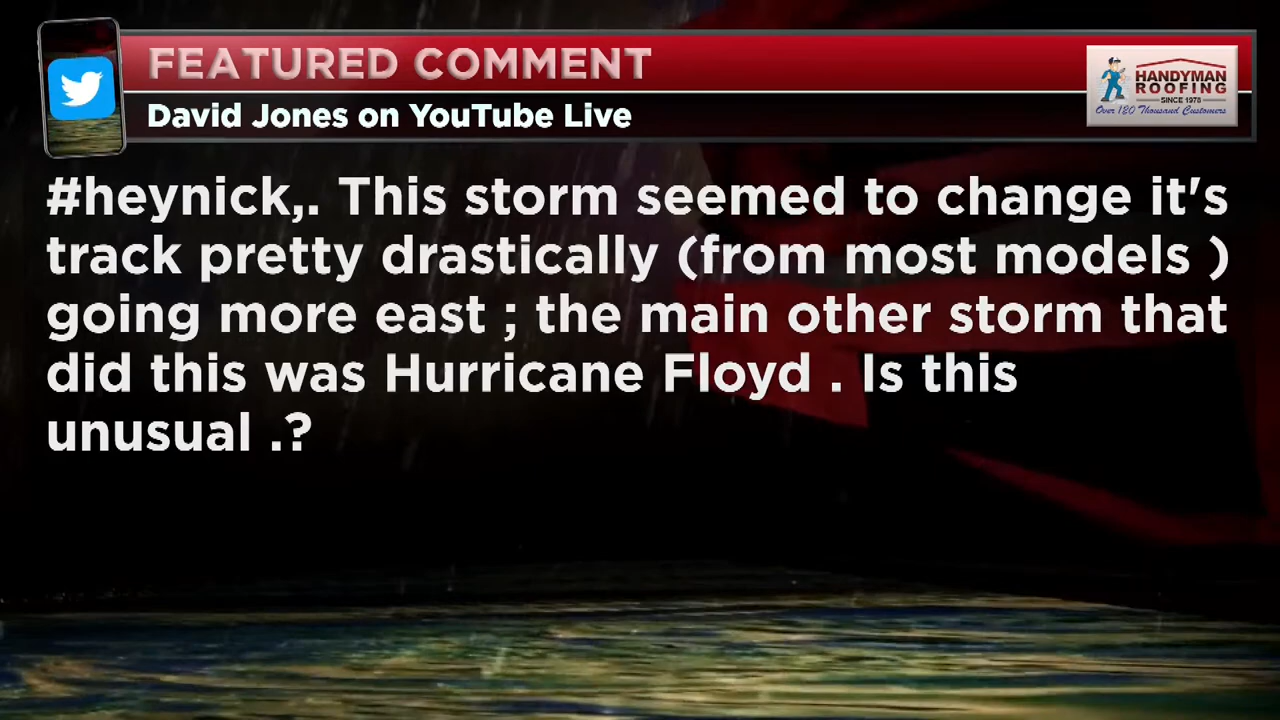 FEATURED COMMENT
David Jones on YouTube Live
HANDYMAN
ROOFING
SINCE 1978
Over 120 Thousand Customers
#heynick,. This storm seemed to change it's
track pretty drastically (from most models )
going more east ; the main other storm that
did this was Hurricane Floyd . Is this
unusual .?